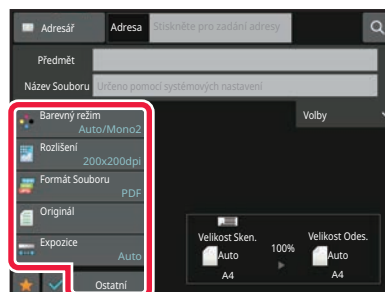 Adresář
Adresa
Stiskněte pro zadání adresy
Předmět
Název Souboru
Určeno pomocí systémových nastavení
Barevný režim
Auto/Mono2
Volby
Rozlišení
200x200dpi
Formát Souboru
PDF
Originál
Expozice
Auto
Ostatní
Velikost Sken.
Auto
A4
100%
Velikost Odes.
Auto
A4